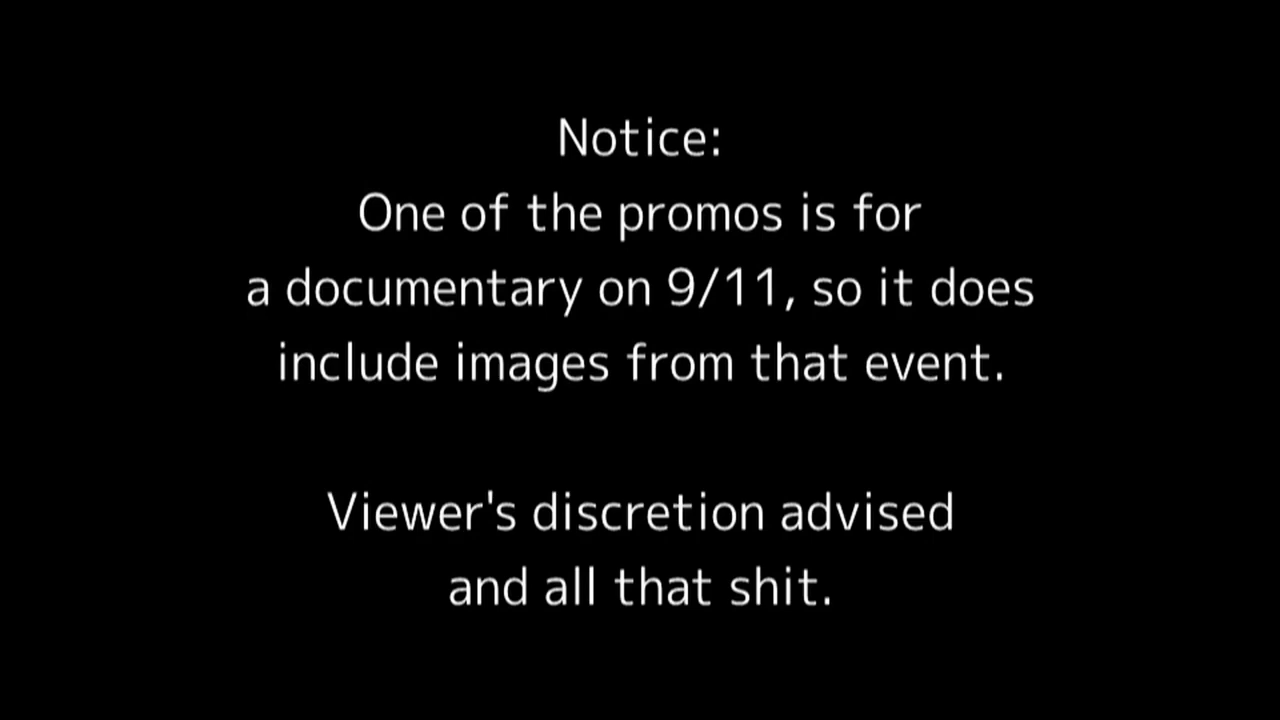 Notice:
One of the promos is for
a documentary on 9/11, so it does
include images from that event.
Viewer's discretion advised
and all that shit.